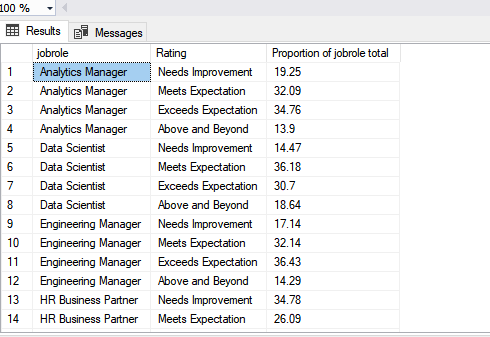 100 %
Results Messages
jobrole Rating Proportion of jobrole total
1 Analytics Manager Needs Improvement 19.25
2 Analytics Manager Meets Expectation 32.09
3 Analytics Manager Exceeds Expectation 34.76
4 Analytics Manager Above and Beyond 13.9
5 Data Scientist Needs Improvement 14.47
6 Data Scientist Meets Expectation 36.18
7 Data Scientist Exceeds Expectation 30.7
8 Data Scientist Above and Beyond 18.64
9 Engineering Manager Needs Improvement 17.14
10 Engineering Manager Meets Expectation 32.14
11 Engineering Manager Exceeds Expectation 36.43
12 Engineering Manager Above and Beyond 14.29
13 HR Business Partner Needs Improvement 34.78
14 HR Business Partner Meets Expectation 26.09